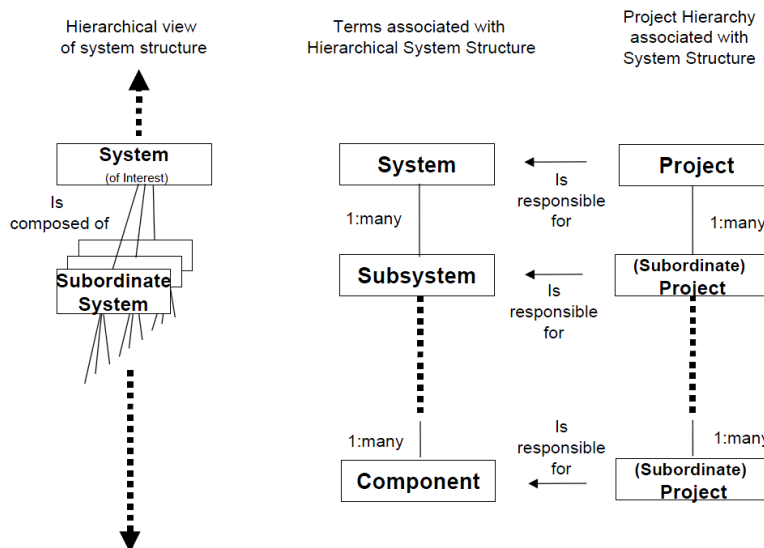 Hierarchical view
of system structure
Terms associated with
Hierarchical System Structure
Project Hierarchy
associated with
System Structure
System
(of Interest)
Is
composed of
Subordinate
System
System
1:many
Subsystem
1:many
Component
Is
responsible
for
Is
responsible
for
Is
responsible
for
Project
1:many
(Subordinate)
Project
1:many
(Subordinate)
Project